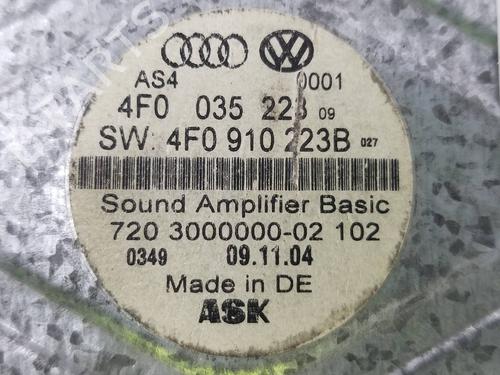 AS4 0001
4F0 035 223 09
SW: 4F0 910 223B 027
Sound Amplifier Basic
720 3000000-02 102
0349 09.11.04
Made in DE
ASK